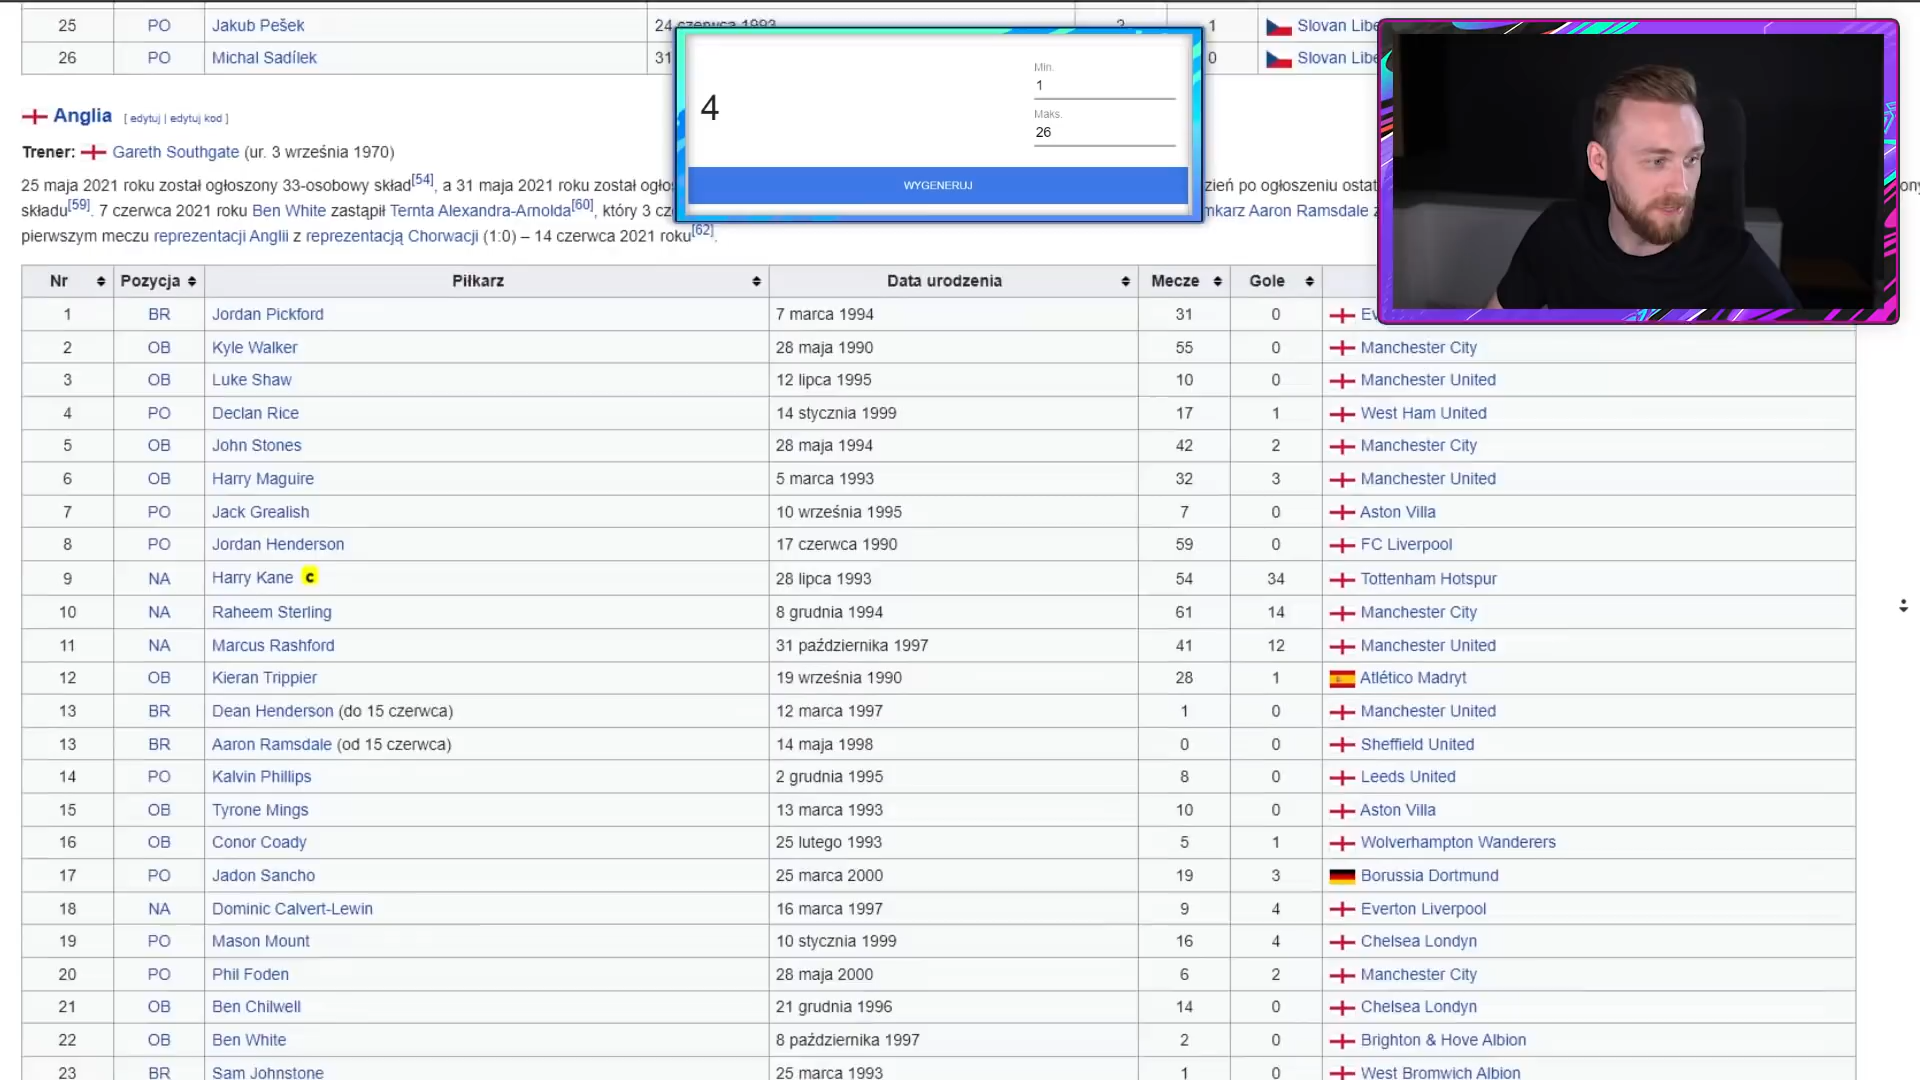 25 PO Jakub Pešek 24 czerwca 1993 2 1 Slovan Libe
26 PO Michal Sadílek 31 0 Slovan Libe
Min.
1
4
Maks.
26
WYGENERUJ
Anglia [ edytuj | edytuj kod ]
Trener: Gareth Southgate (ur. 3 września 1970)
25 maja 2021 roku został ogłoszony 33-osobowy skład[54], a 31 maja 2021 roku został ogło zień po ogłoszeniu ostat
składu[59]. 7 czerwca 2021 roku Ben White zastąpił Ternta Alexandra-Arnolda[60], który 3 cz mkarz Aaron Ramsdale z
pierwszym meczu reprezentacji Anglii z reprezentacją Chorwacji (1:0) – 14 czerwca 2021 roku[62].
Nr Pozycja Piłkarz Data urodzenia Mecze Gole
1 BR Jordan Pickford 7 marca 1994 31 0 Ev
2 OB Kyle Walker 28 maja 1990 55 0 Manchester City
3 OB Luke Shaw 12 lipca 1995 10 0 Manchester United
4 PO Declan Rice 14 stycznia 1999 17 1 West Ham United
5 OB John Stones 28 maja 1994 42 2 Manchester City
6 OB Harry Maguire 5 marca 1993 32 3 Manchester United
7 PO Jack Grealish 10 września 1995 7 0 Aston Villa
8 PO Jordan Henderson 17 czerwca 1990 59 0 FC Liverpool
9 NA Harry Kane c 28 lipca 1993 54 34 Tottenham Hotspur
10 NA Raheem Sterling 8 grudnia 1994 61 14 Manchester City
11 NA Marcus Rashford 31 października 1997 41 12 Manchester United
12 OB Kieran Trippier 19 września 1990 28 1 Atlético Madryt
13 BR Dean Henderson (do 15 czerwca) 12 marca 1997 1 0 Manchester United
13 BR Aaron Ramsdale (od 15 czerwca) 14 maja 1998 0 0 Sheffield United
14 PO Kalvin Phillips 2 grudnia 1995 8 0 Leeds United
15 OB Tyrone Mings 13 marca 1993 10 0 Aston Villa
16 OB Conor Coady 25 lutego 1993 5 1 Wolverhampton Wanderers
17 PO Jadon Sancho 25 marca 2000 19 3 Borussia Dortmund
18 NA Dominic Calvert-Lewin 16 marca 1997 9 4 Everton Liverpool
19 PO Mason Mount 10 stycznia 1999 16 4 Chelsea Londyn
20 PO Phil Foden 28 maja 2000 6 2 Manchester City
21 OB Ben Chilwell 21 grudnia 1996 14 0 Chelsea Londyn
22 OB Ben White 8 października 1997 2 0 Brighton & Hove Albion
23 BR Sam Johnstone 25 marca 1993 1 0 West Bromwich Albion